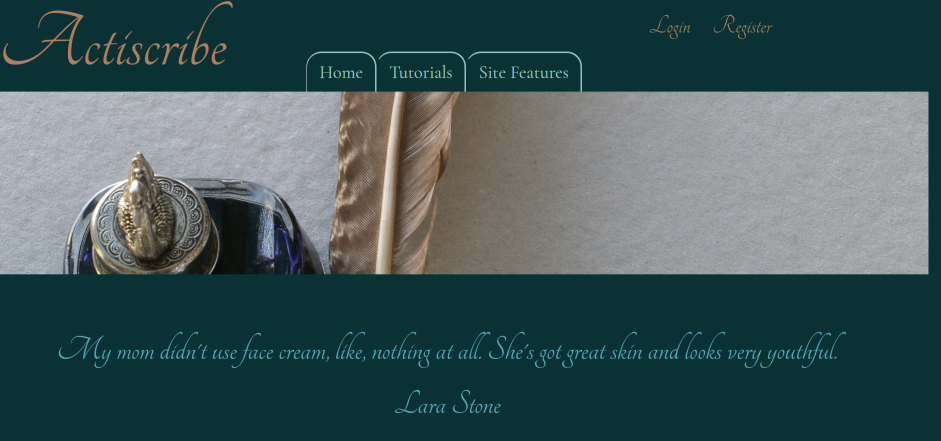 Actiscribe
Login Register
Home Tutorials Site Features
My mom didn't use face cream, like, nothing at all. She's got great skin and looks very youthful.
Lara Stone